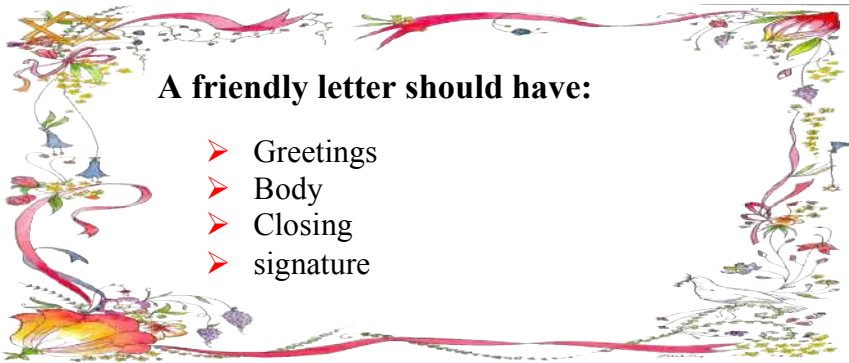 A friendly letter should have:
➢ Greetings
➢ Body
➢ Closing
➢ signature